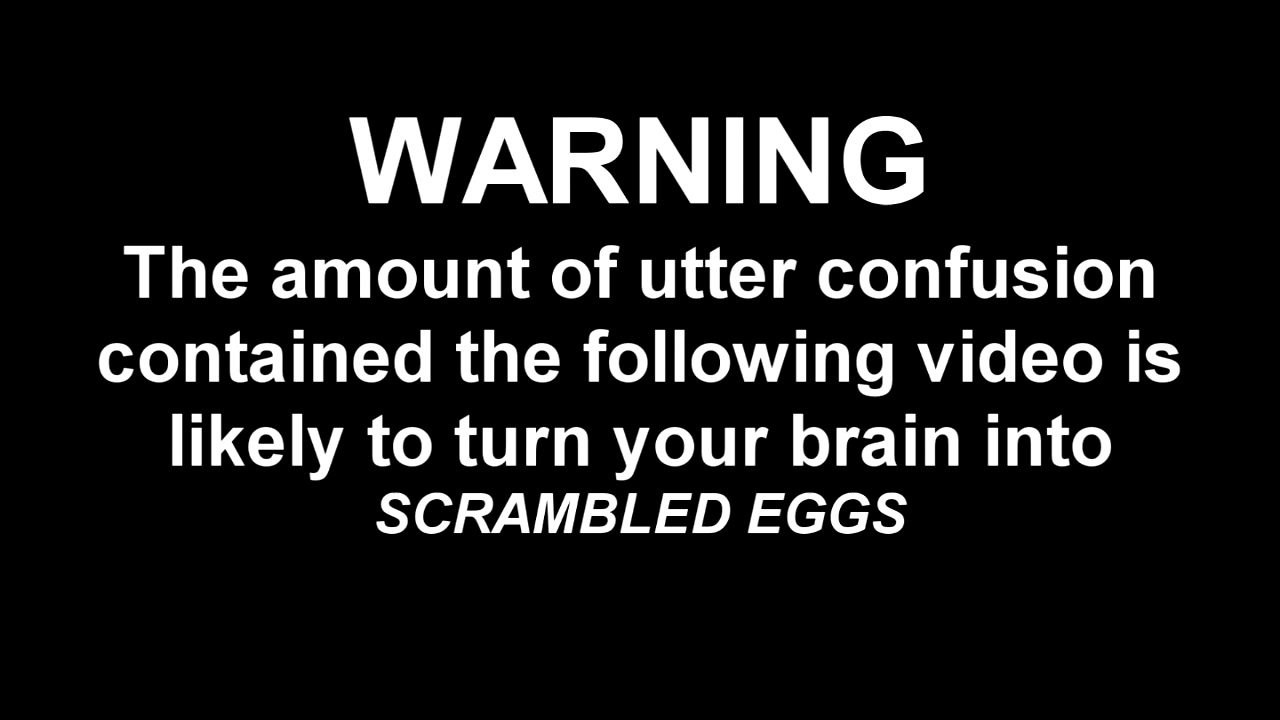 WARNING
The amount of utter confusion
contained the following video is
likely to turn your brain into
SCRAMBLED EGGS